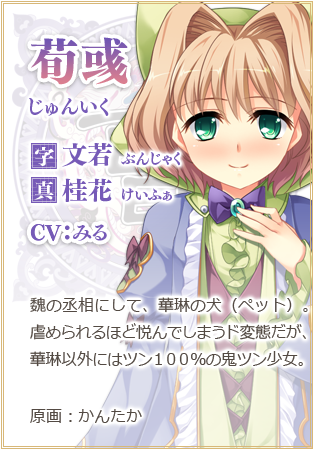 荀彧
じゅんいく
字 文若 ぶんじゃく
真 桂花 けいふぁ
CV:みる
魏の丞相にして、華琳の犬（ペット）。
虐められるほど悦んでしまうド変態だが、
華琳以外にはツン１００％の鬼ツン少女。
原画：かんたか